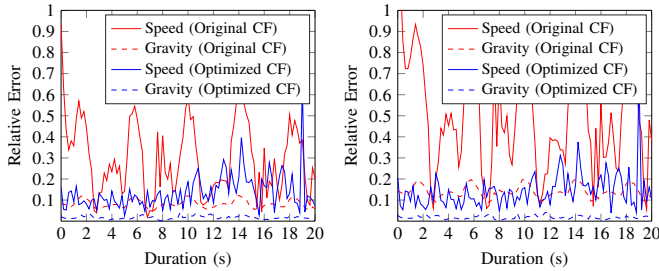 1
0.9
0.8
0.7
0.6
0.5
0.4
0.3
0.2
0.1
Relative Error
Speed (Original CF)
Gravity (Original CF)
Speed (Optimized CF)
Gravity (Optimized CF)
0 2 4 6 8 10 12 14 16 18 20
Duration (s)
1
0.9
0.8
0.7
0.6
0.5
0.4
0.3
0.2
0.1
Relative Error
Speed (Original CF)
Gravity (Original CF)
Speed (Optimized CF)
Gravity (Optimized CF)
0 2 4 6 8 10 12 14 16 18 20
Duration (s)